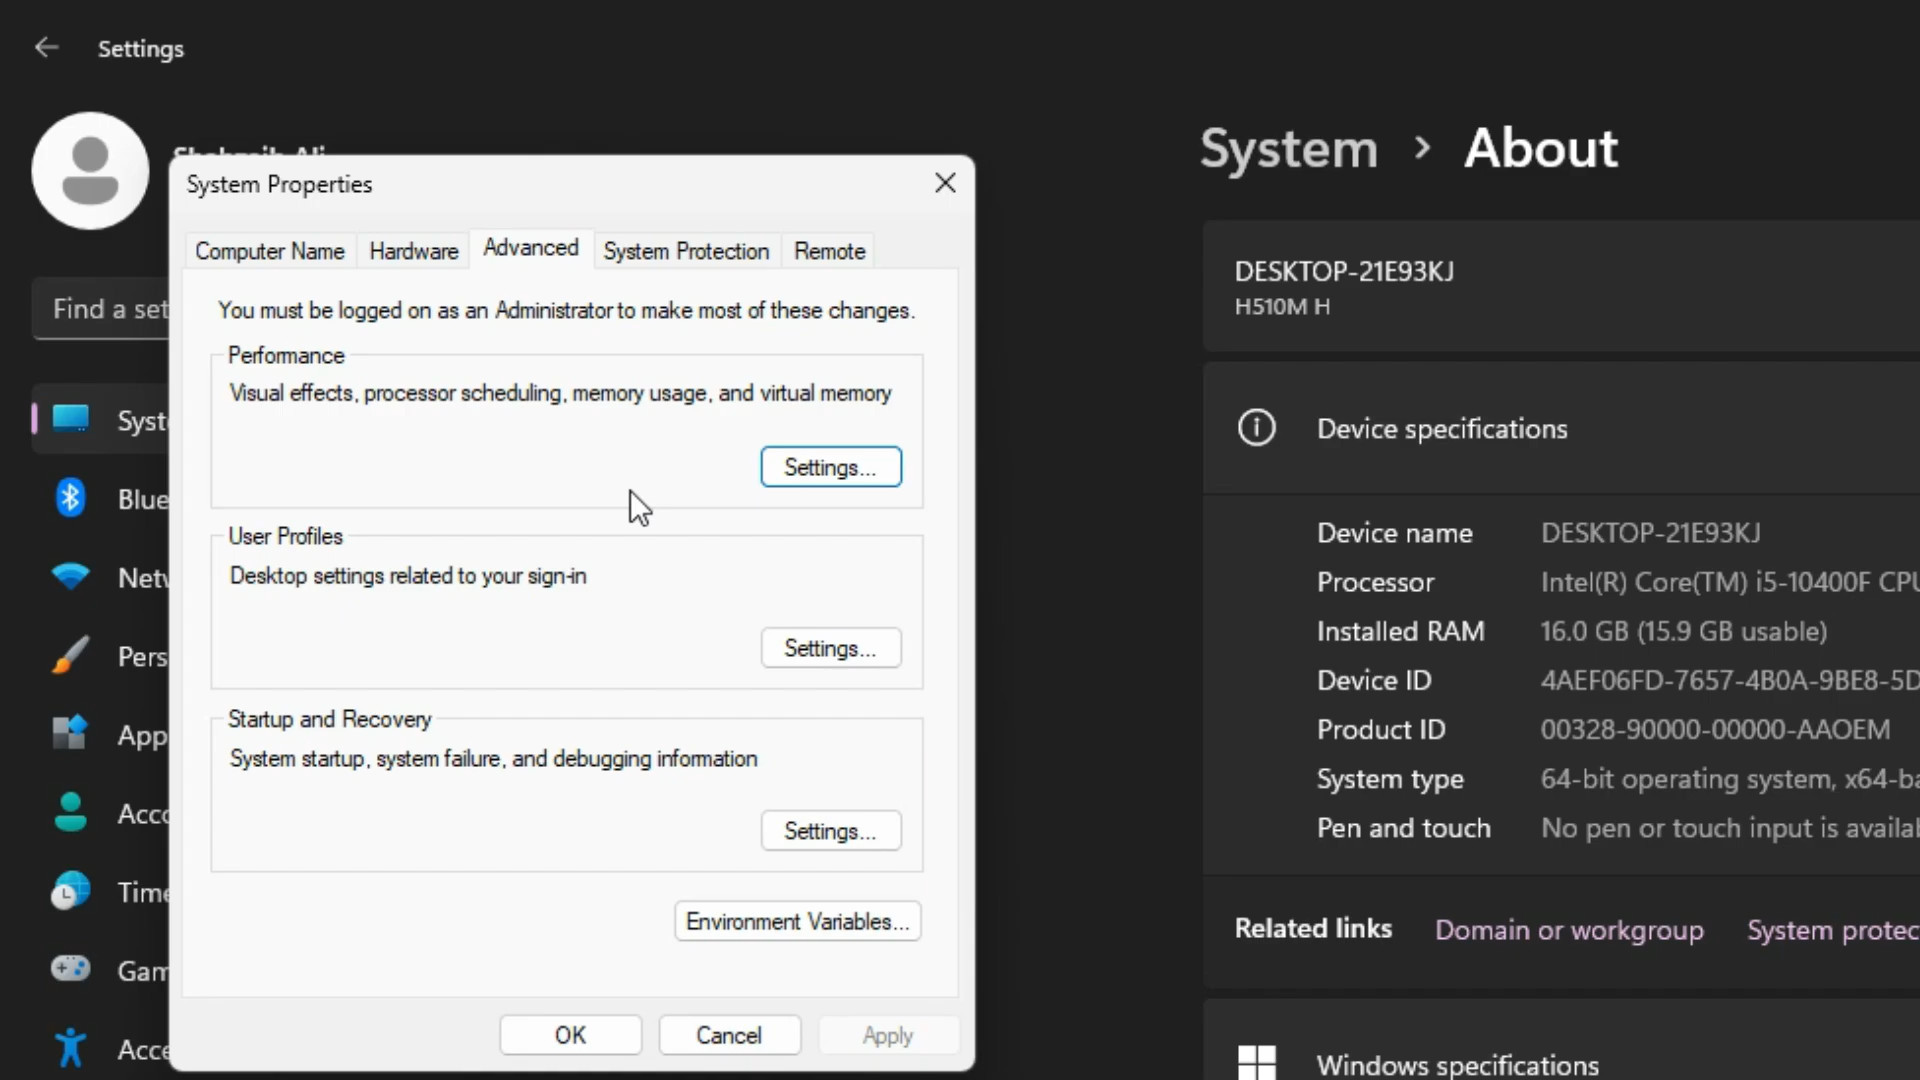 Settings
System Properties
Computer Name
Hardware
Advanced
System Protection
Remote
You must be logged on as an Administrator to make most of these changes.
Performance
Visual effects, processor scheduling, memory usage, and virtual memory
Settings...
User Profiles
Desktop settings related to your sign-in
Settings...
Startup and Recovery
System startup, system failure, and debugging information
Settings...
Environment Variables...
OK
Cancel
Apply
Find a set
Syst
Blue
Netw
Pers
App
Acco
Time
Gam
Acce
System > About
DESKTOP-21E93KJ
H510M H
Device specifications
Device name DESKTOP-21E93KJ
Processor Intel(R) Core(TM) i5-10400F CPU
Installed RAM 16.0 GB (15.9 GB usable)
Device ID 4AEF06FD-7657-4B0A-9BE8-5D
Product ID 00328-90000-00000-AAOEM
System type 64-bit operating system, x64-ba
Pen and touch No pen or touch input is availab
Related links Domain or workgroup System protec
Windows specifications